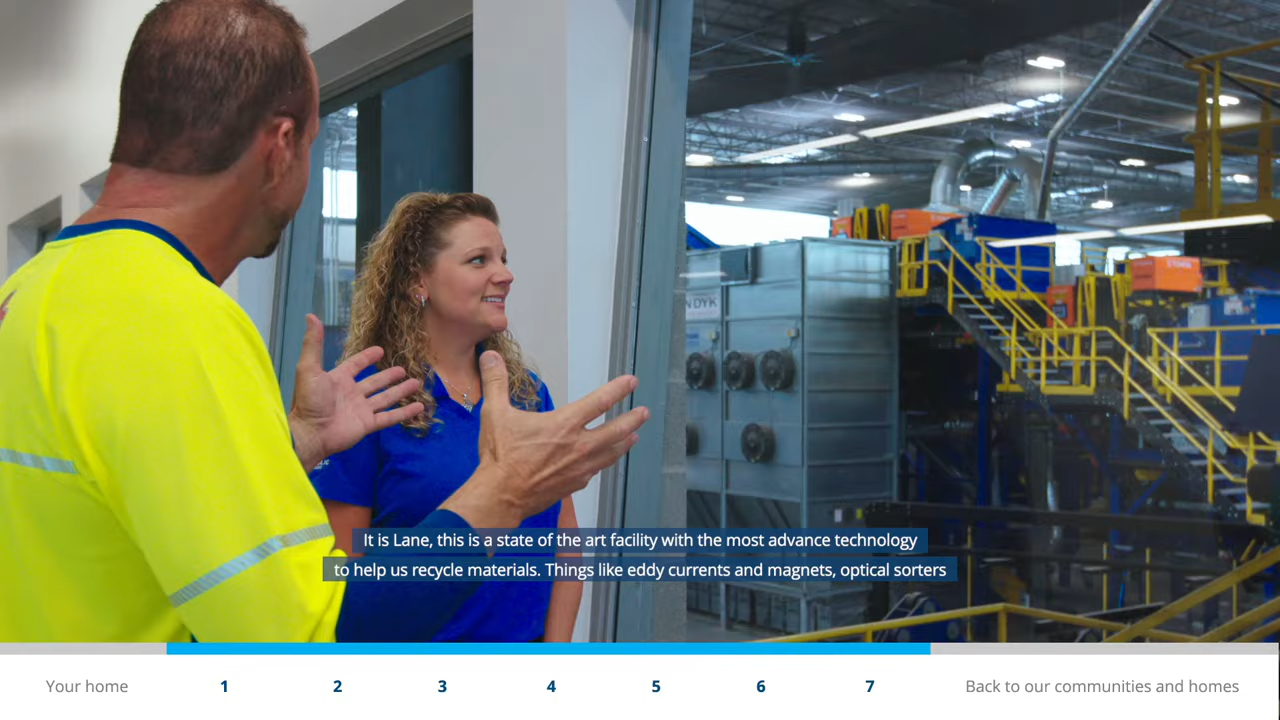 NDYK
It is Lane, this is a state of the art facility with the most advance technology
to help us recycle materials. Things like eddy currents and magnets, optical sorters
Your home 1 2 3 4 5 6 7 Back to our communities and homes